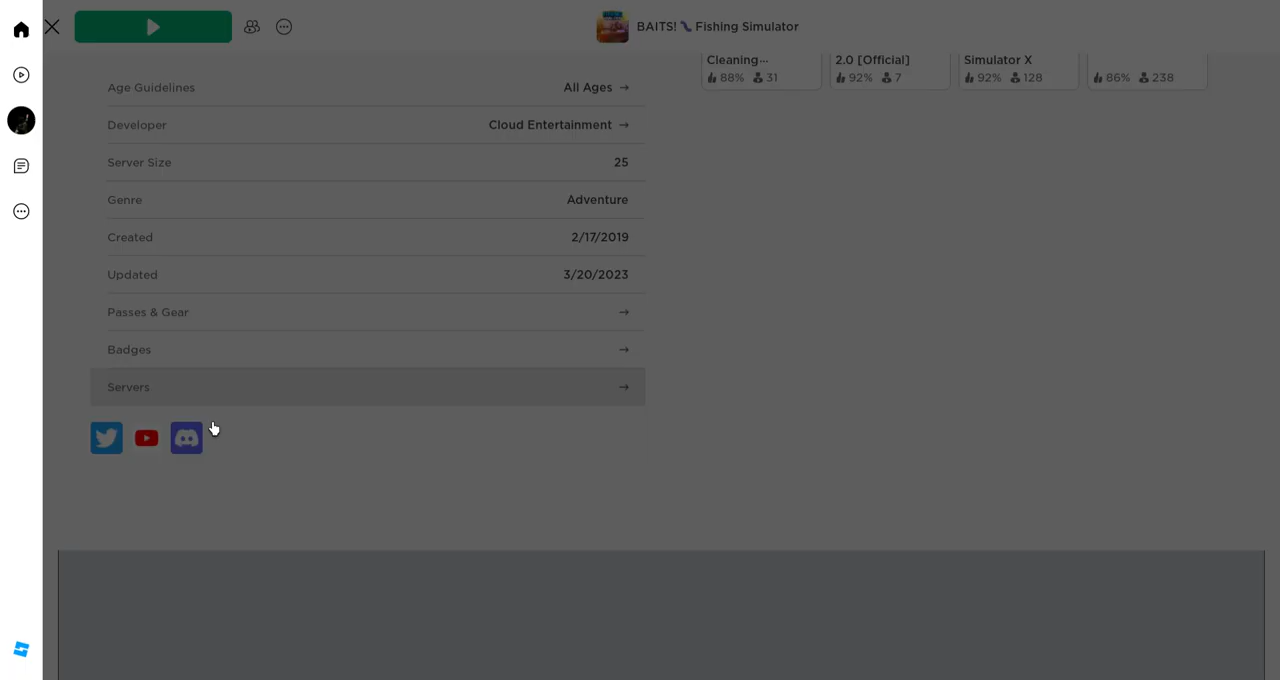 BAITS! 🪱 Fishing Simulator
Cleaning... 2.0 [Official] Simulator X
88% 31 92% 7 92% 128 86% 238
Age Guidelines All Ages →
Developer Cloud Entertainment →
Server Size 25
Genre Adventure
Created 2/17/2019
Updated 3/20/2023
Passes & Gear →
Badges →
Servers →